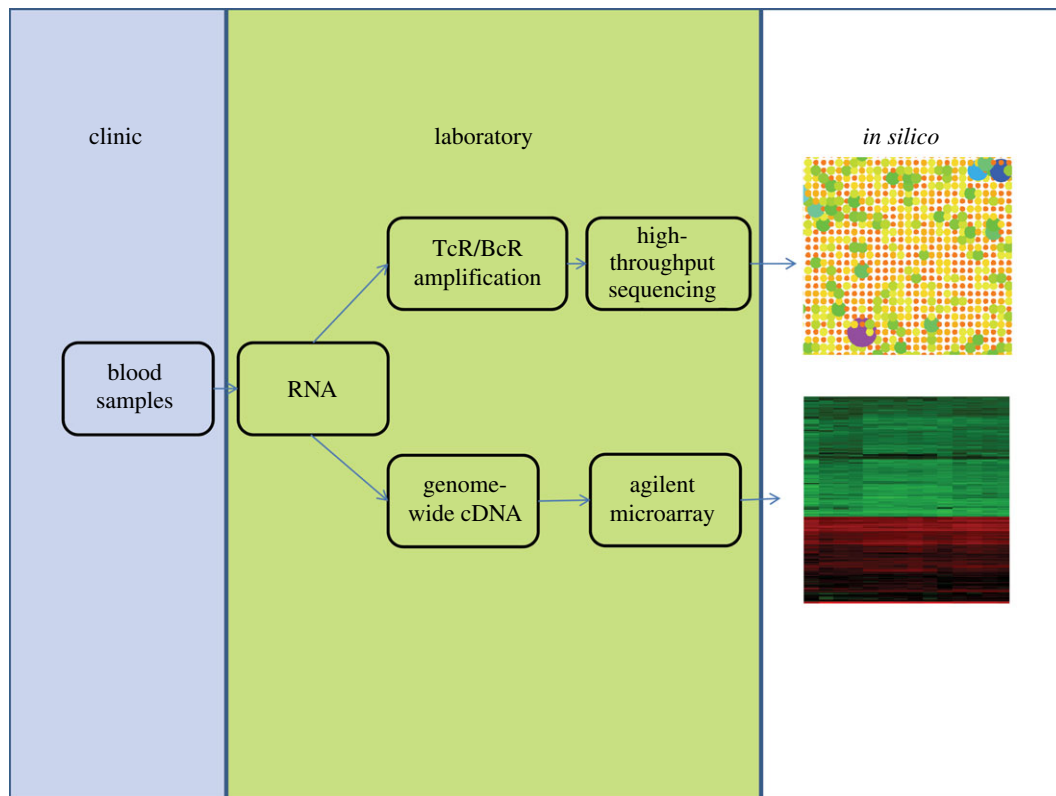 clinic
laboratory
in silico
TcR/BcR
amplification
high-
throughput
sequencing
blood
samples
RNA
genome-
wide cDNA
agilent
microarray